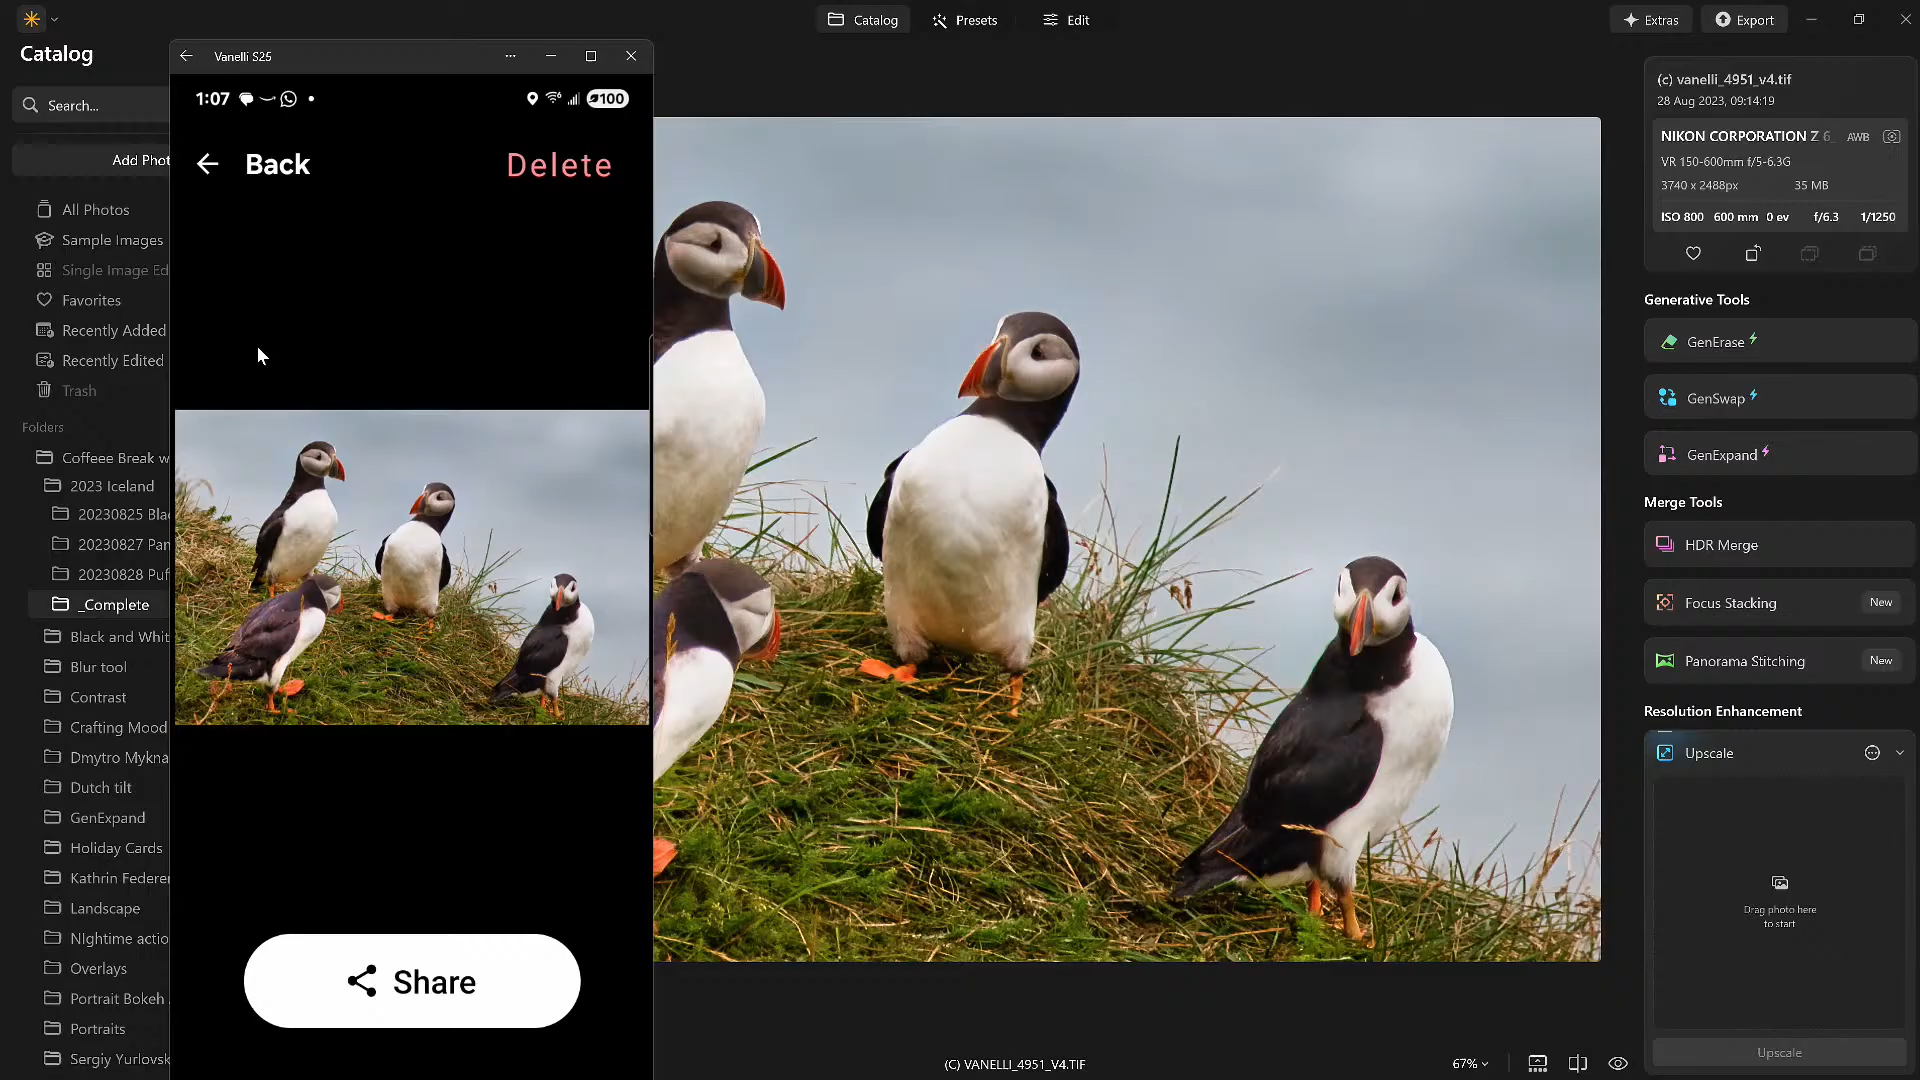 Catalog
Presets
Edit
Extras
Export
Catalog
Search...
Add Phot
All Photos
Sample Images
Single Image Ed
Favorites
Recently Added
Recently Edited
Trash
Folders
Coffeee Break w
2023 Iceland
20230825 Bla
20230827 Pan
20230828 Puf
_Complete
Black and Whit
Blur tool
Contrast
Crafting Mood
Dmytro Mykna
Dutch tilt
GenExpand
Holiday Cards
Kathrin Federer
Landscape
NIghtime actio
Overlays
Portrait Bokeh
Portraits
Sergiy Yurlovsk
Vanelli S25
1:07
100
Back
Delete
Share
(C) VANELLI_4951_V4.TIF
67%
(c) vanelli_4951_v4.tif
28 Aug 2023, 09:14:19
NIKON CORPORATION Z 6 AWB
VR 150-600mm f/5-6.3G
3740 x 2488px 35 MB
ISO 800 600 mm 0 ev f/6.3 1/1250
Generative Tools
GenErase
GenSwap
GenExpand
Merge Tools
HDR Merge
Focus Stacking New
Panorama Stitching New
Resolution Enhancement
Upscale
Drag photo here
to start
Upscale